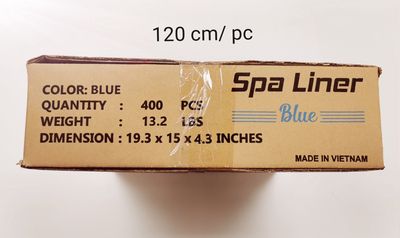 120 cm/ pc
COLOR: BLUE
QUANTITY : 400 PCS
WEIGHT : 13.2 LBS
DIMENSION : 19.3 x 15 x 4.3 INCHES
Spa Liner
Blue
MADE IN VIETNAM